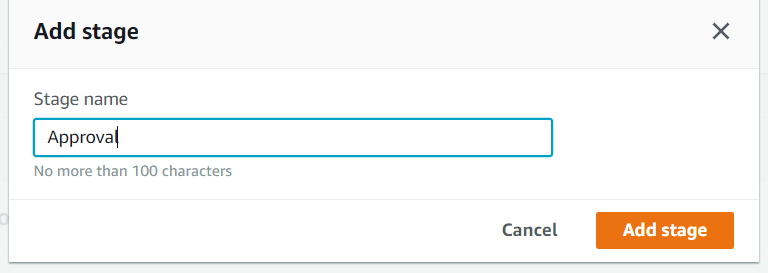 Add stage
Stage name
Approval
No more than 100 characters
Cancel
Add stage